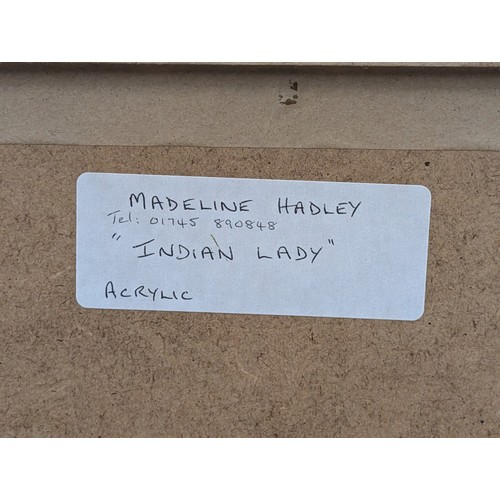 MADELINE HADLEY
Tel: 01745 890848
"INDIAN LADY"
ACRYLIC